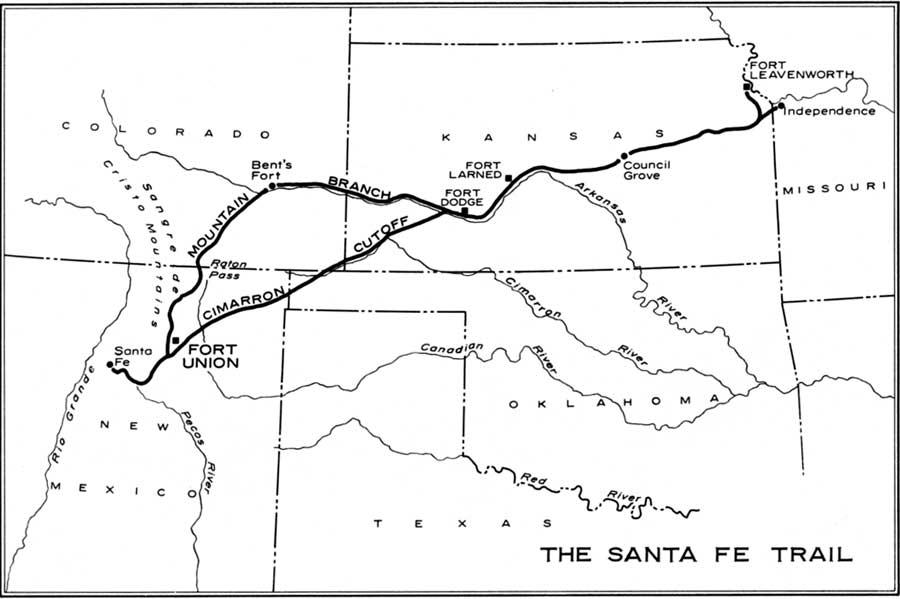 FORT
LEAVENWORTH
Independence
COLORADO
KANSAS
Council
Grove
FORT
LARNED
FORT
DODGE
Bent's
Fort
MISSOURI
Arkansas
River
BRANCH
MOUNTAIN
CUTOFF
CIMARRON
Sangre de
Cristo Mountains
Raton
Pass
Cimarron
River
FORT
UNION
Santa
Fe
Canadian
River
OKLAHOMA
Rio Grande
NEW
MEXICO
Pecos
River
Red
River
TEXAS
THE SANTA FE TRAIL